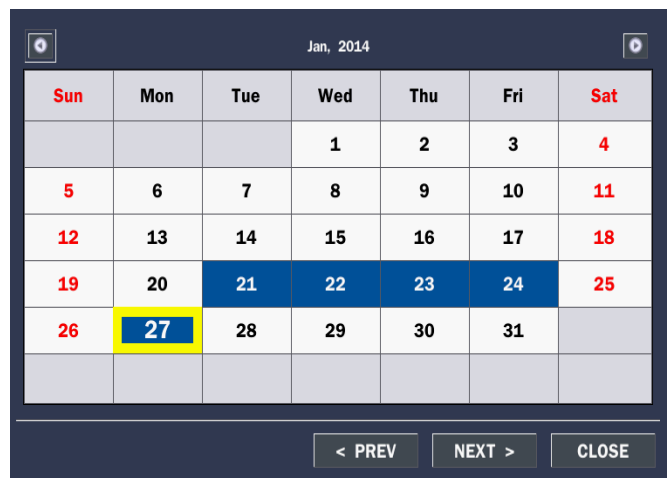 Jan, 2014
Sun Mon Tue Wed Thu Fri Sat
1 2 3 4
5 6 7 8 9 10 11
12 13 14 15 16 17 18
19 20 21 22 23 24 25
26 27 28 29 30 31
< PREV NEXT > CLOSE